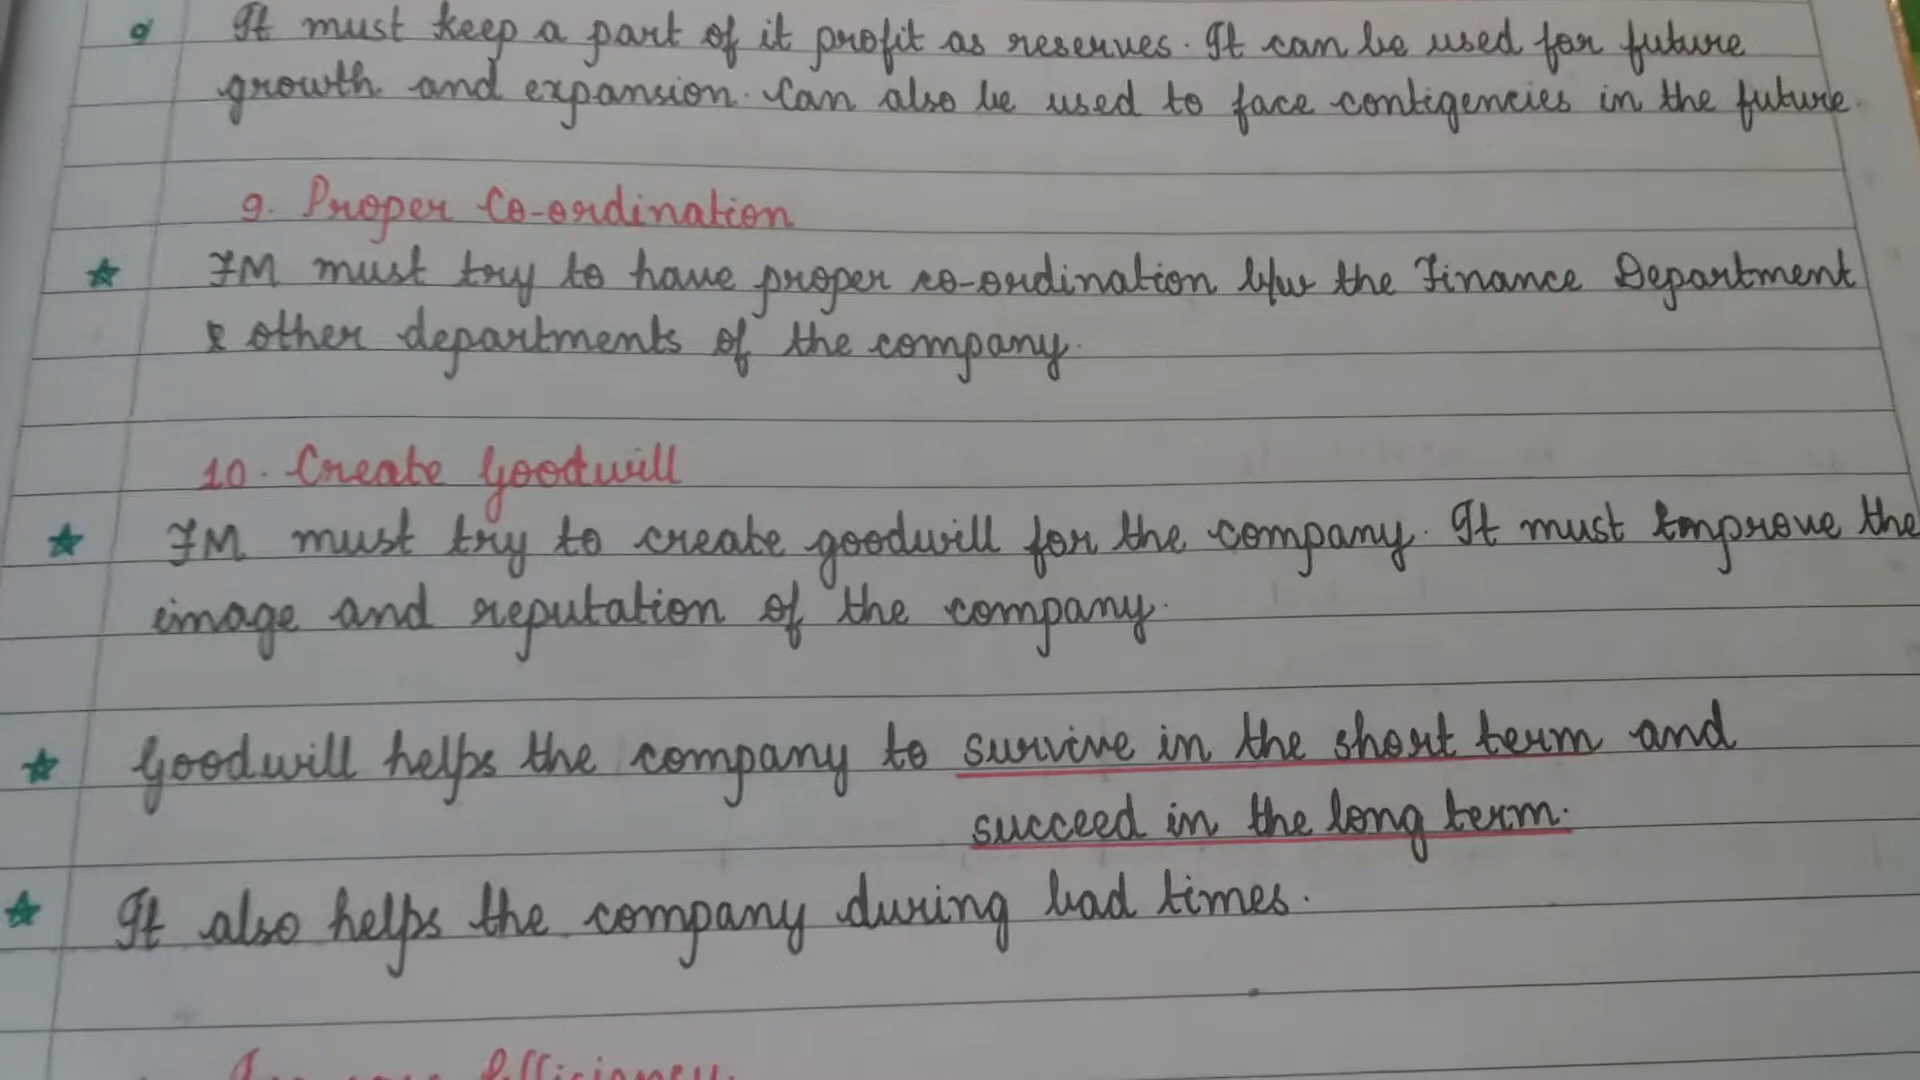 It must keep a part of it profit as reserves. It can be used for future
growth and expansion. Can also be used to face contigencies in the future.
9. Proper Co-ordination
FM must try to have proper co-ordination b/w the Finance Department
& other departments of the company.
10. Create Goodwill
FM must try to create goodwill for the company. It must improve the
image and reputation of the company.
Goodwill helps the company to survive in the short term and
succeed in the long term.
It also helps the company during bad times.
Efficiency.